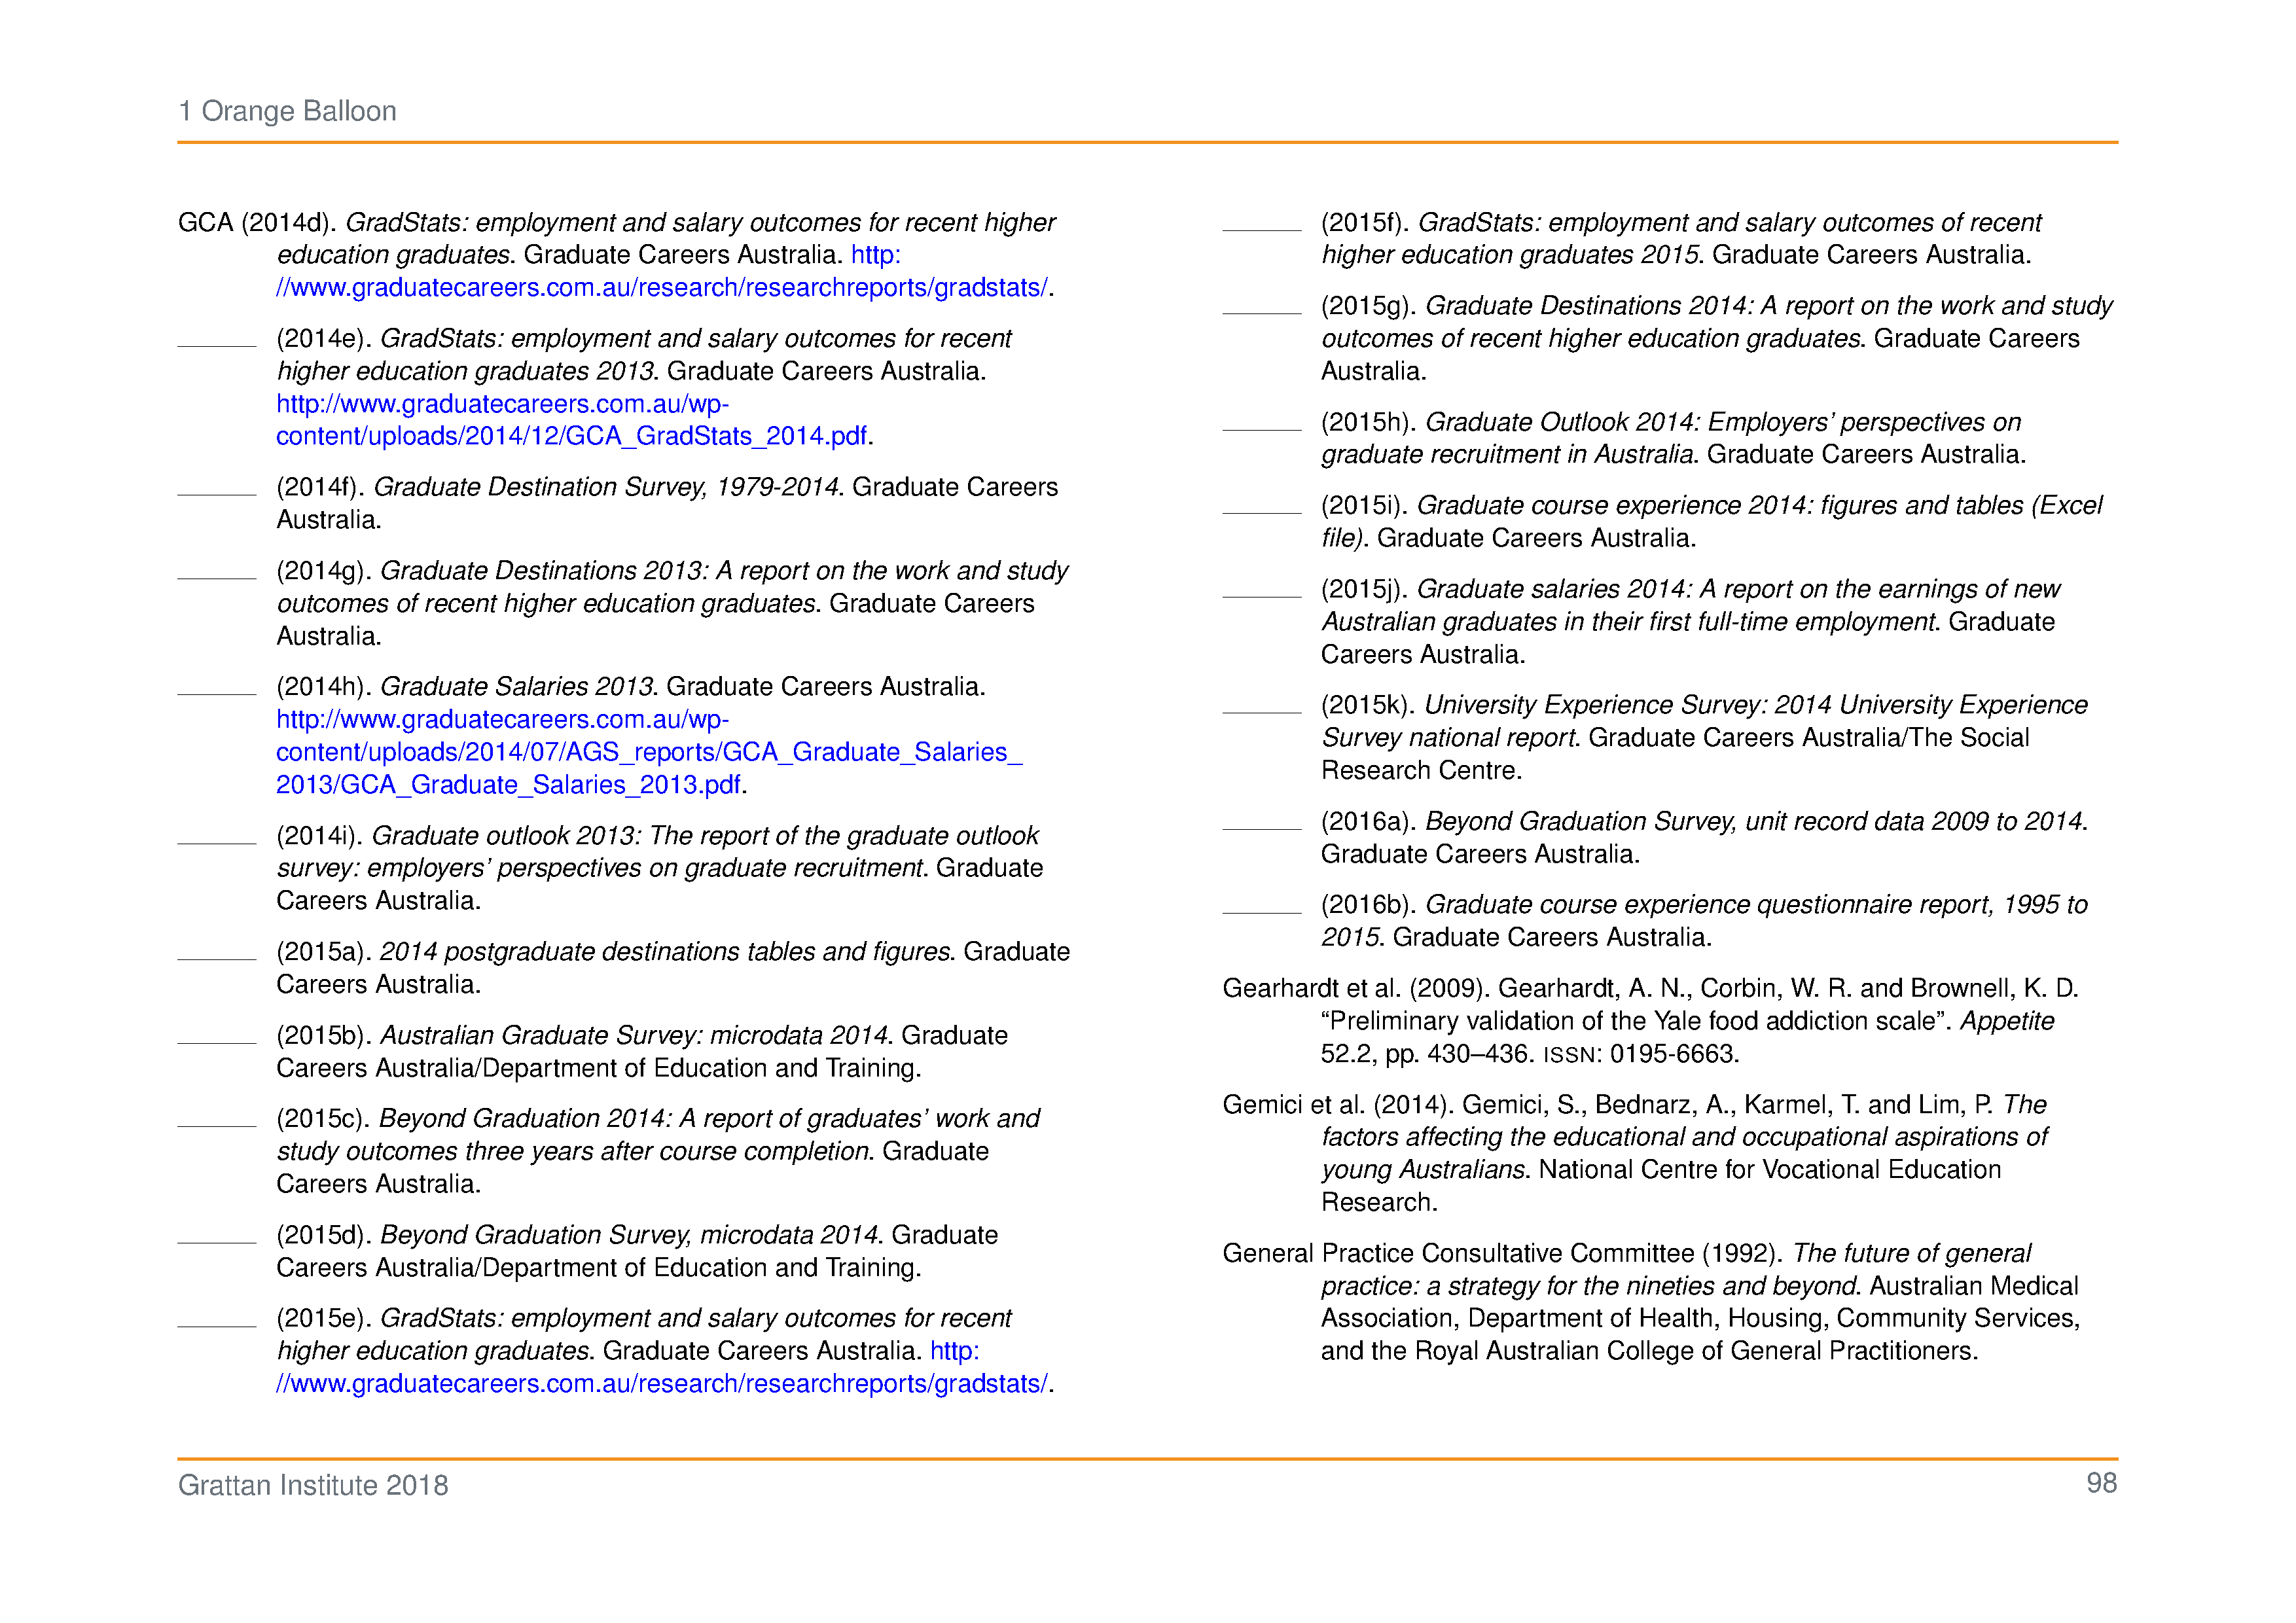 1 Orange Balloon
GCA (2014d). GradStats: employment and salary outcomes for recent higher
education graduates. Graduate Careers Australia. http:
//www.graduatecareers.com.au/research/researchreports/gradstats/.
(2014e). GradStats: employment and salary outcomes for recent
higher education graduates 2013. Graduate Careers Australia.
http://www.graduatecareers.com.au/wp-
content/uploads/2014/12/GCA_GradStats_2014.pdf.
(2014f). Graduate Destination Survey, 1979-2014. Graduate Careers
Australia.
(2014g). Graduate Destinations 2013: A report on the work and study
outcomes of recent higher education graduates. Graduate Careers
Australia.
(2014h). Graduate Salaries 2013. Graduate Careers Australia.
http://www.graduatecareers.com.au/wp-
content/uploads/2014/07/AGS_reports/GCA_Graduate_Salaries_
2013/GCA_Graduate_Salaries_2013.pdf.
(2014i). Graduate outlook 2013: The report of the graduate outlook
survey: employers’ perspectives on graduate recruitment. Graduate
Careers Australia.
(2015a). 2014 postgraduate destinations tables and figures. Graduate
Careers Australia.
(2015b). Australian Graduate Survey: microdata 2014. Graduate
Careers Australia/Department of Education and Training.
(2015c). Beyond Graduation 2014: A report of graduates’ work and
study outcomes three years after course completion. Graduate
Careers Australia.
(2015d). Beyond Graduation Survey, microdata 2014. Graduate
Careers Australia/Department of Education and Training.
(2015e). GradStats: employment and salary outcomes for recent
higher education graduates. Graduate Careers Australia. http:
//www.graduatecareers.com.au/research/researchreports/gradstats/.
(2015f). GradStats: employment and salary outcomes of recent
higher education graduates 2015. Graduate Careers Australia.
(2015g). Graduate Destinations 2014: A report on the work and study
outcomes of recent higher education graduates. Graduate Careers
Australia.
(2015h). Graduate Outlook 2014: Employers’ perspectives on
graduate recruitment in Australia. Graduate Careers Australia.
(2015i). Graduate course experience 2014: figures and tables (Excel
file). Graduate Careers Australia.
(2015j). Graduate salaries 2014: A report on the earnings of new
Australian graduates in their first full-time employment. Graduate
Careers Australia.
(2015k). University Experience Survey: 2014 University Experience
Survey national report. Graduate Careers Australia/The Social
Research Centre.
(2016a). Beyond Graduation Survey, unit record data 2009 to 2014.
Graduate Careers Australia.
(2016b). Graduate course experience questionnaire report, 1995 to
2015. Graduate Careers Australia.
Gearhardt et al. (2009). Gearhardt, A. N., Corbin, W. R. and Brownell, K. D.
“Preliminary validation of the Yale food addiction scale”. Appetite
52.2, pp. 430–436. ISSN: 0195-6663.
Gemici et al. (2014). Gemici, S., Bednarz, A., Karmel, T. and Lim, P. The
factors affecting the educational and occupational aspirations of
young Australians. National Centre for Vocational Education
Research.
General Practice Consultative Committee (1992). The future of general
practice: a strategy for the nineties and beyond. Australian Medical
Association, Department of Health, Housing, Community Services,
and the Royal Australian College of General Practitioners.
Grattan Institute 2018
98